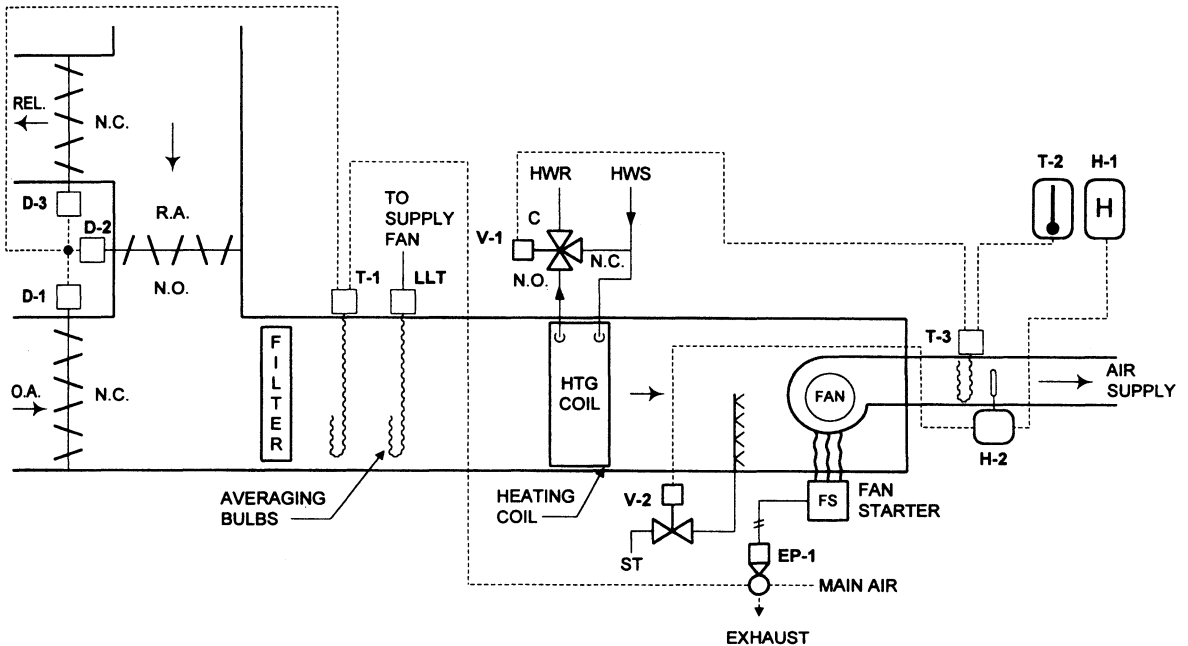 REL.
N.C.
D-3
R.A.
D-2
N.O.
D-1
O.A.
N.C.
FILTER
T-1
LLT
TO
SUPPLY
FAN
AVERAGING
BULBS
HWR
HWS
C
V-1
N.C.
N.O.
HTG
COIL
HEATING
COIL
V-2
ST
T-2
H-1
H
T-3
AIR
SUPPLY
FAN
H-2
FS
FAN
STARTER
EP-1
MAIN AIR
EXHAUST